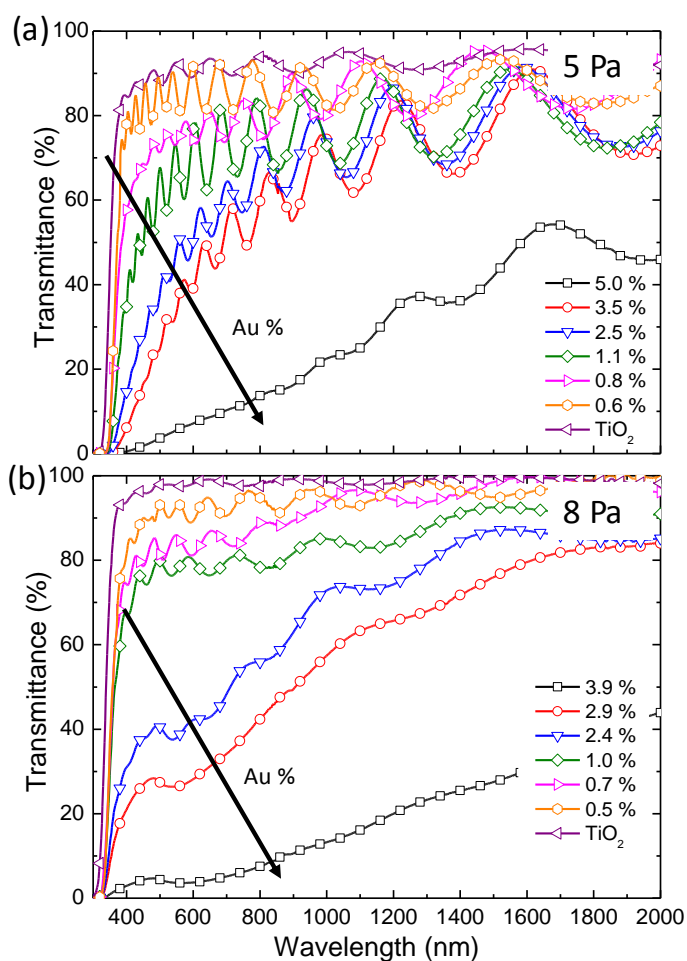 (a)
5 Pa
Transmittance (%)
100
80
60
40
20
0
Au %
5.0 %
3.5 %
2.5 %
1.1 %
0.8 %
0.6 %
TiO₂
(b)
8 Pa
Transmittance (%)
100
80
60
40
20
0
Au %
3.9 %
2.9 %
2.4 %
1.0 %
0.7 %
0.5 %
TiO₂
400 600 800 1000 1200 1400 1600 1800 2000
Wavelength (nm)